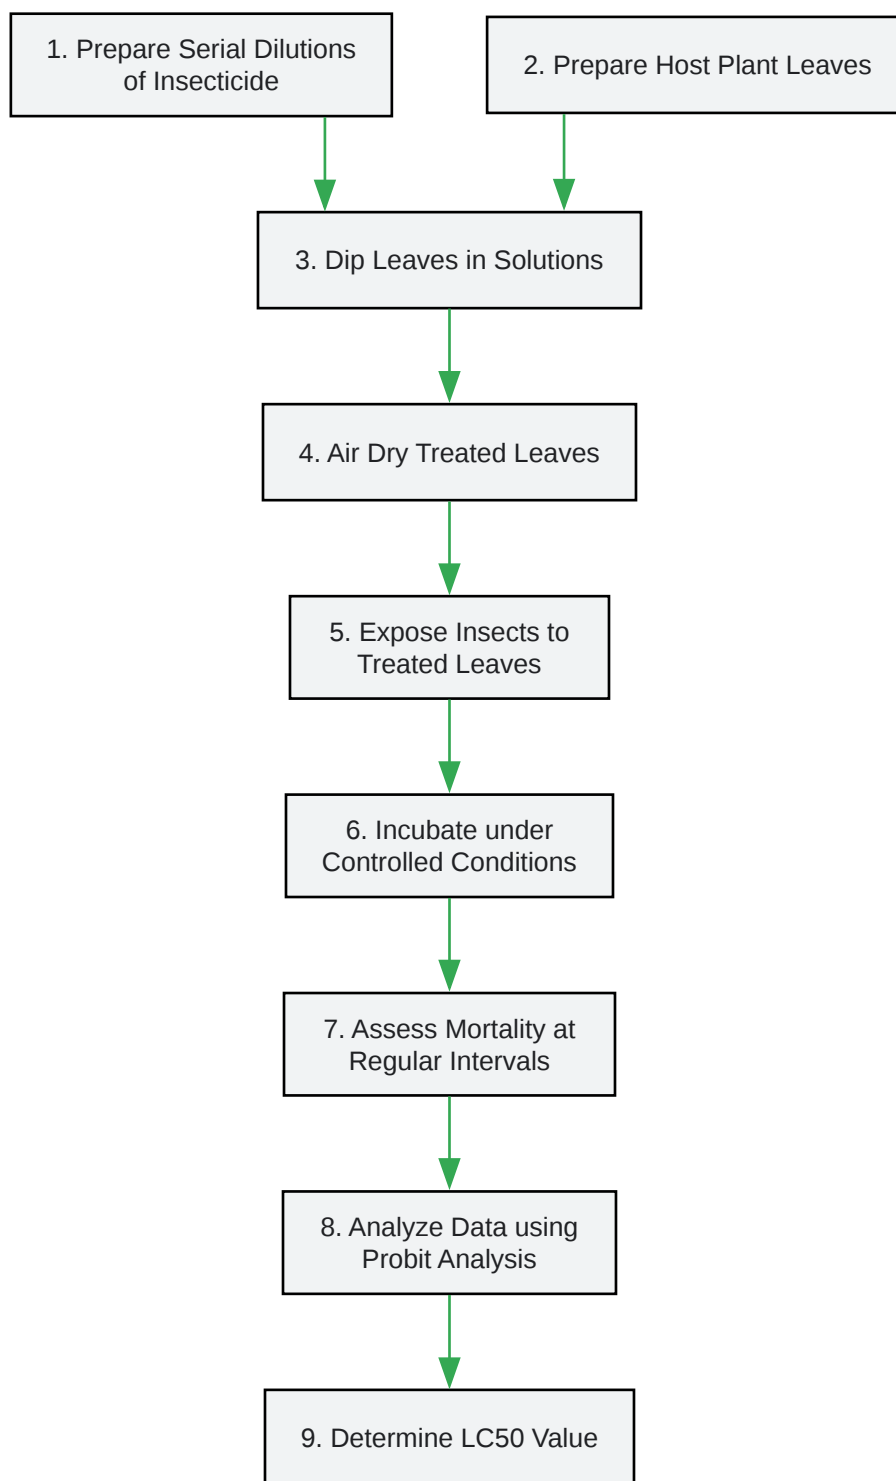 1. Prepare Serial Dilutions
of Insecticide
2. Prepare Host Plant Leaves
3. Dip Leaves in Solutions
4. Air Dry Treated Leaves
5. Expose Insects to
Treated Leaves
6. Incubate under
Controlled Conditions
7. Assess Mortality at
Regular Intervals
8. Analyze Data using
Probit Analysis
9. Determine LC50 Value